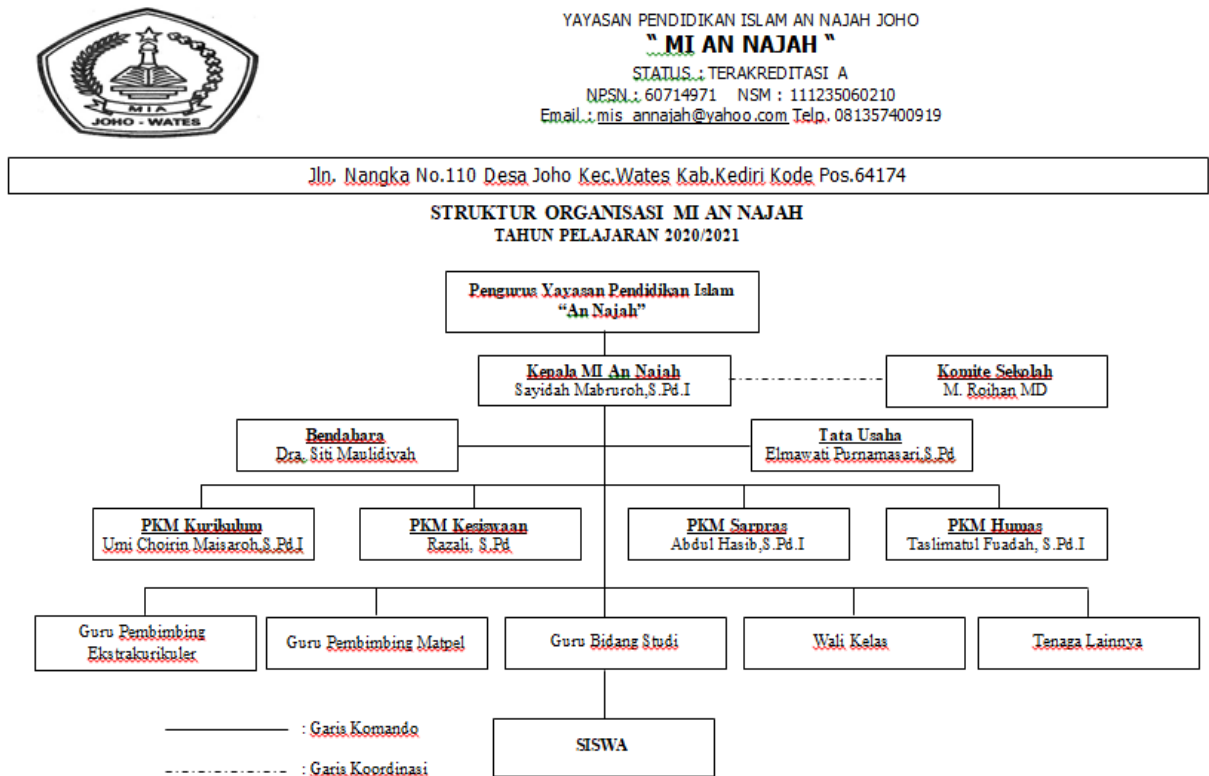 YAYASAN PENDIDIKAN ISLAM AN NAJAH JOHO
" MI AN NAJAH "
STATUS : TERAKREDITASI A
NPSN : 60714971 NSM : 111235060210
Email : mis_annajah@yahoo.com Telp. 081357400919
MIA
JOHO - WATES
Jln. Nangka No.110 Desa Joho Kec.Wates Kab.Kediri Kode Pos.64174
STRUKTUR ORGANISASI MI AN NAJAH
TAHUN PELAJARAN 2020/2021
Pengurus Yayasan Pendidikan Islam
“An Najah”
Kepala MI An Najah
Sayidah Mabruroh,S.Pd.I
Komite Sekolah
M. Roihan MD
Bendahara
Dra. Siti Maulidiyah
Tata Usaha
Elmawati Purnamasari,S.Pd
PKM Kurikulum
Umi Choirin Maisaroh,S.Pd.I
PKM Kesiswaan
Razali, S.Pd
PKM Sarpras
Abdul Hasib,S.Pd.I
PKM Humas
Taslimatul Fuadah, S.Pd.I
Guru Pembimbing
Ekstrakurikuler
Guru Pembimbing Matpel
Guru Bidang Studi
Wali Kelas
Tenaga Lainnya
SISWA
: Garis Komando
: Garis Koordinasi